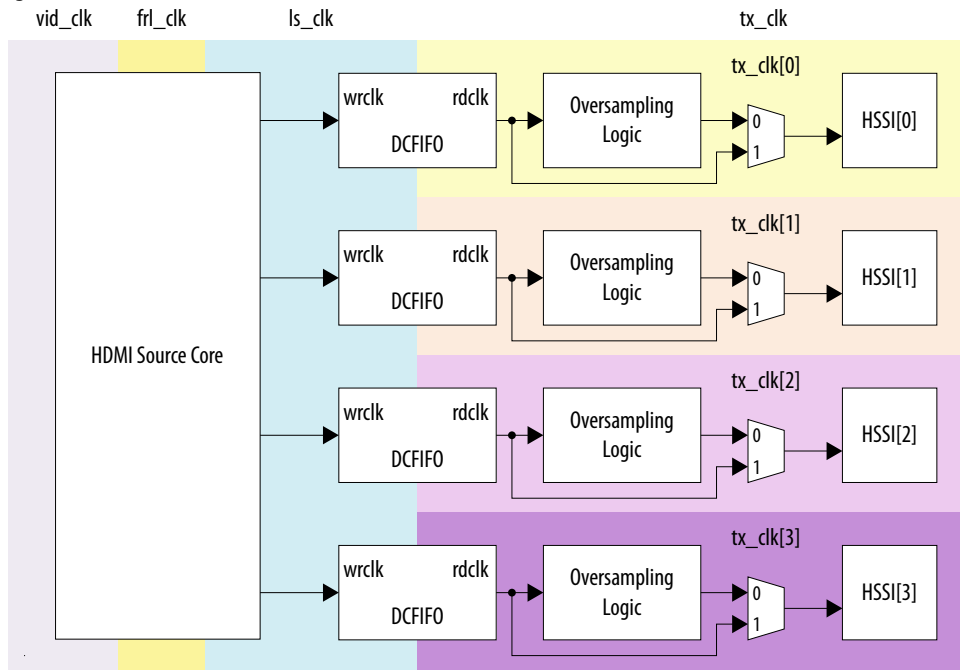 vid_clk frl_clk ls_clk tx_clk
tx_clk[0]
wrclk rdclk
DCFIFO
Oversampling
Logic
0
1
HSSI[0]
tx_clk[1]
wrclk rdclk
DCFIFO
Oversampling
Logic
0
1
HSSI[1]
HDMI Source Core
tx_clk[2]
wrclk rdclk
DCFIFO
Oversampling
Logic
0
1
HSSI[2]
tx_clk[3]
wrclk rdclk
DCFIFO
Oversampling
Logic
0
1
HSSI[3]